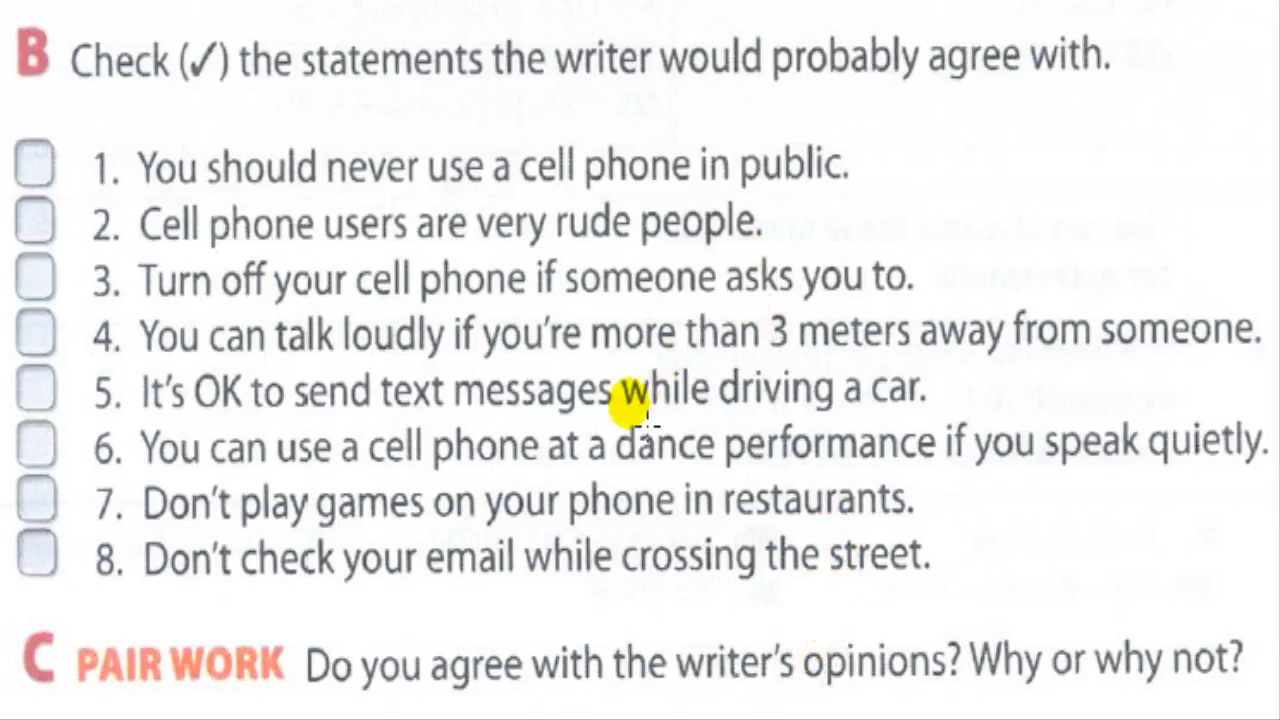 B Check (✓) the statements the writer would probably agree with.
1. You should never use a cell phone in public.
2. Cell phone users are very rude people.
3. Turn off your cell phone if someone asks you to.
4. You can talk loudly if you're more than 3 meters away from someone.
5. It's OK to send text messages while driving a car.
6. You can use a cell phone at a dance performance if you speak quietly.
7. Don't play games on your phone in restaurants.
8. Don't check your email while crossing the street.
C PAIR WORK Do you agree with the writer's opinions? Why or why not?